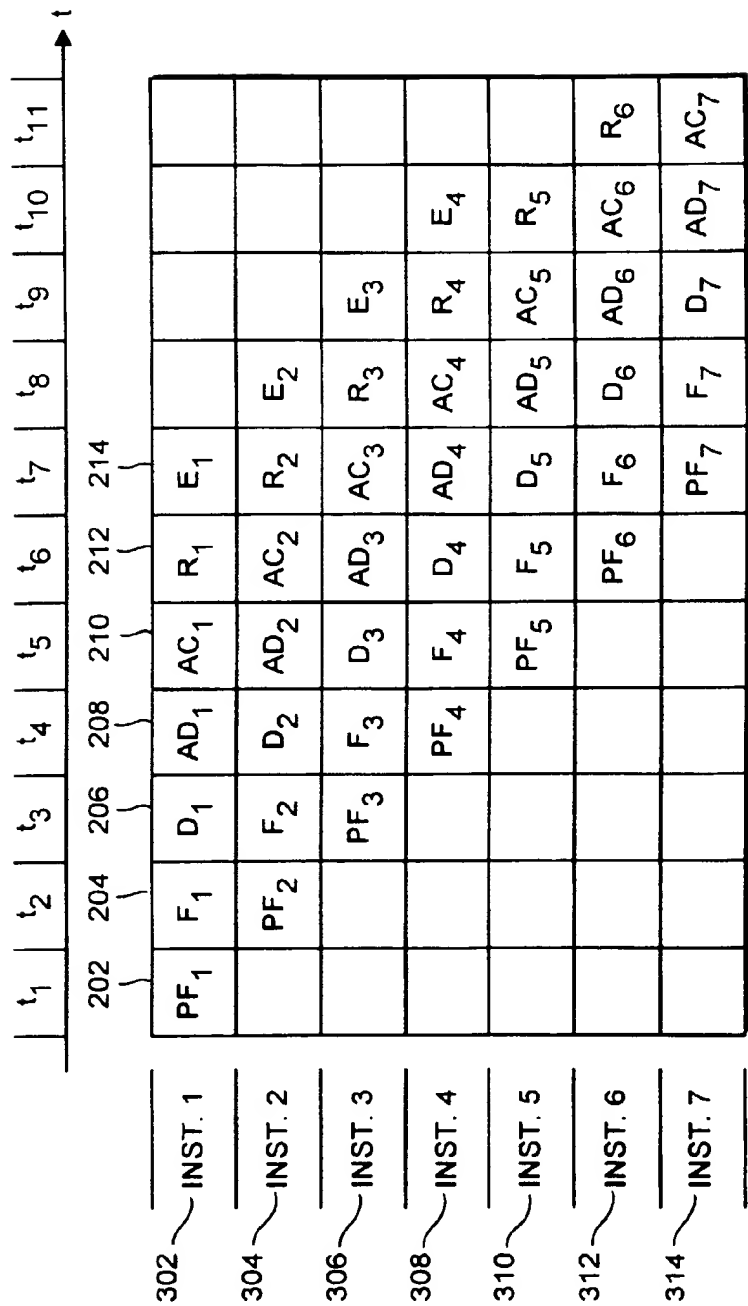 t1 t2 t3 t4 t5 t6 t7 t8 t9 t10 t11 t
202 204 206 208 210 212 214
302 INST. 1 PF1 F1 D1 AD1 AC1 R1 E1
304 INST. 2 PF2 F2 D2 AD2 AC2 R2 E2
306 INST. 3 PF3 F3 D3 AD3 AC3 R3 E3
308 INST. 4 PF4 F4 D4 AD4 AC4 R4 E4
310 INST. 5 PF5 F5 D5 AD5 AC5 R5
312 INST. 6 PF6 F6 D6 AD6 AC6 R6
314 INST. 7 PF7 F7 D7 AD7 AC7